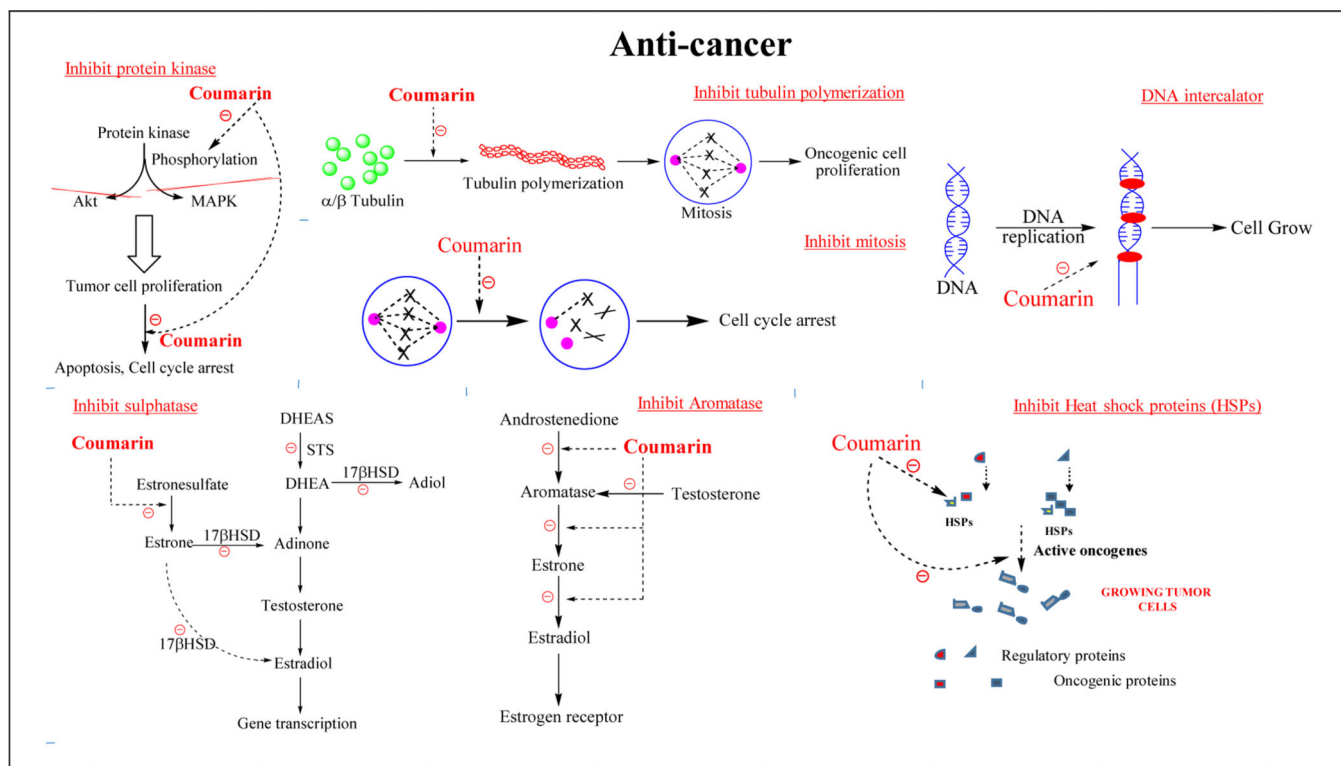 Anti-cancer
Inhibit protein kinase
Coumarin
⊖
Protein kinase
Phosphorylation
Akt
MAPK
Tumor cell proliferation
⊖
Coumarin
Apoptosis, Cell cycle arrest
Inhibit tubulin polymerization
Coumarin
⊖
α/β Tubulin
Tubulin polymerization
X
X
X
X
Mitosis
Oncogenic cell
proliferation
Inhibit mitosis
Coumarin
⊖
X
X
X
X
X
X
X
X
Cell cycle arrest
DNA intercalator
DNA
DNA
replication
⊖
Coumarin
Cell Grow
Inhibit sulphatase
Coumarin
Estronesulfate
⊖
Estrone
17βHSD
⊖
DHEAS
⊖
STS
DHEA
17βHSD
⊖
Adiol
Adinone
Testosterone
⊖
17βHSD
Estradiol
Gene transcription
Inhibit Aromatase
Androstenedione
⊖
Coumarin
Aromatase
⊖
Testosterone
⊖
Estrone
⊖
Estradiol
Estrogen receptor
Inhibit Heat shock proteins (HSPs)
Coumarin
⊖
HSPs
HSPs
Active oncogenes
⊖
GROWING TUMOR
CELLS
Regulatory proteins
Oncogenic proteins